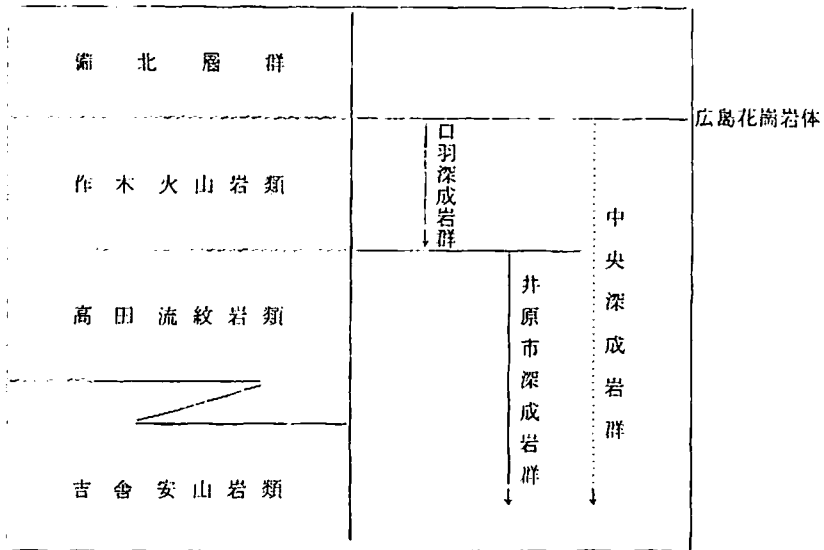 備北層群
広島花崗岩体
口羽深成岩群
作木火山岩類
中央深成岩群
高田流紋岩類
井原市深成岩群
吉舎安山岩類